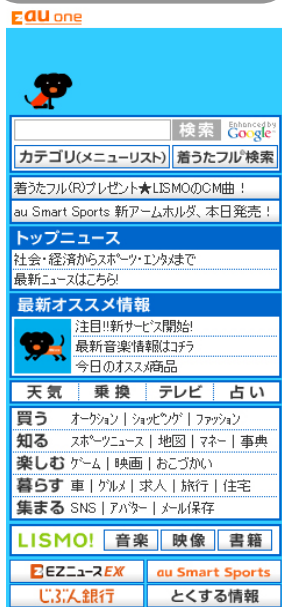 au one
検索 Enhanced by Google
カテゴリ(メニューリスト) 着うたフル®検索
着うたフル(R)プレゼント★LISMOのCM曲!
au Smart Sports 新アームホルダ、本日発売!
トップニュース
社会・経済からスポーツ・エンタメまで
最新ニュースはこちら!
最新オススメ情報
注目!!新サービス開始!
最新音楽情報はコチラ
今日のオススメ商品
天気 乗換 テレビ 占い
買う オークション|ショッピング|ファッション
知る スポーツニュース|地図|マネー|事典
楽しむ ゲーム|映画|おこづかい
暮らす 車|グルメ|求人|旅行|住宅
集まる SNS|アバター|メール保存
LISMO! 音楽 映像 書籍
EZニュースEX au Smart Sports
じぶん銀行 とくする情報